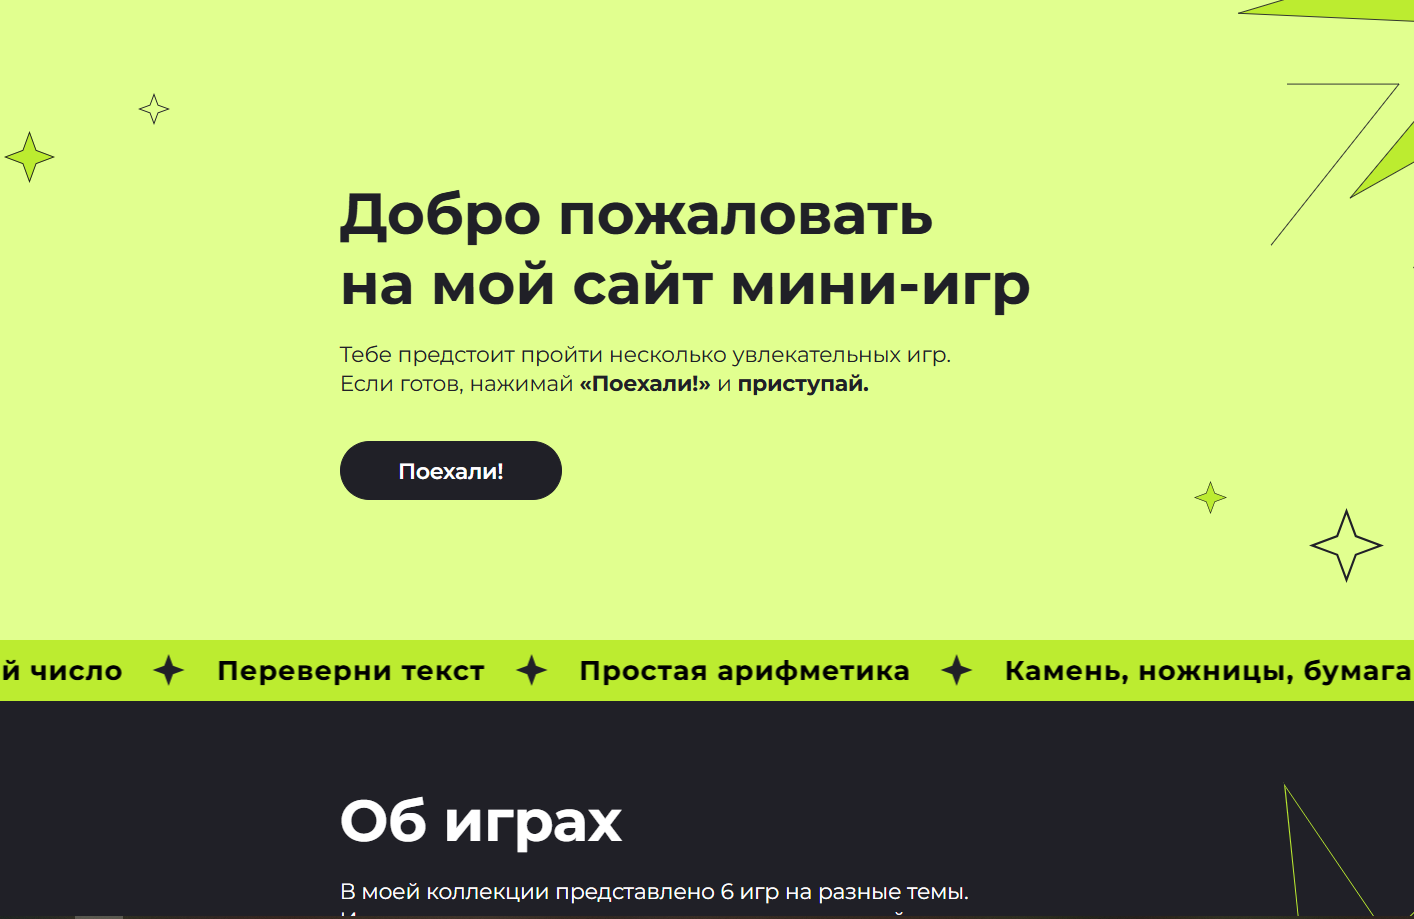 Добро пожаловать
на мой сайт мини-игр
Тебе предстоит пройти несколько увлекательных игр.
Если готов, нажимай «Поехали!» и приступай.
Поехали!
число Переверни текст Простая арифметика Камень, ножницы, бумага
Об играх
В моей коллекции представлено 6 игр на разные темы.